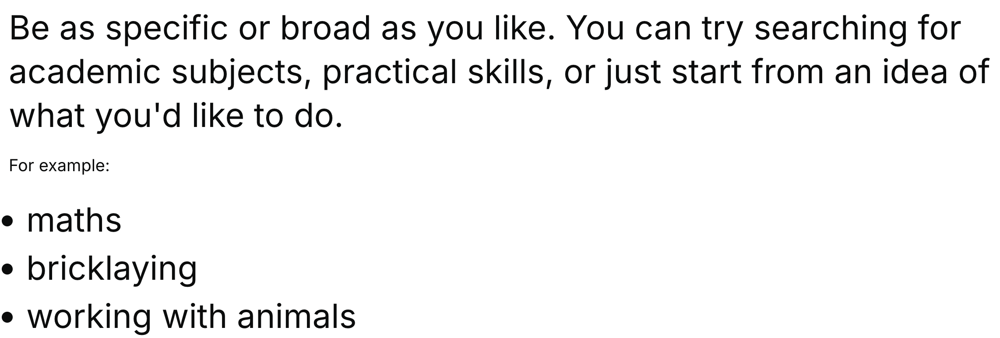 Be as specific or broad as you like. You can try searching for
academic subjects, practical skills, or just start from an idea of
what you'd like to do.
For example:
• maths
• bricklaying
• working with animals